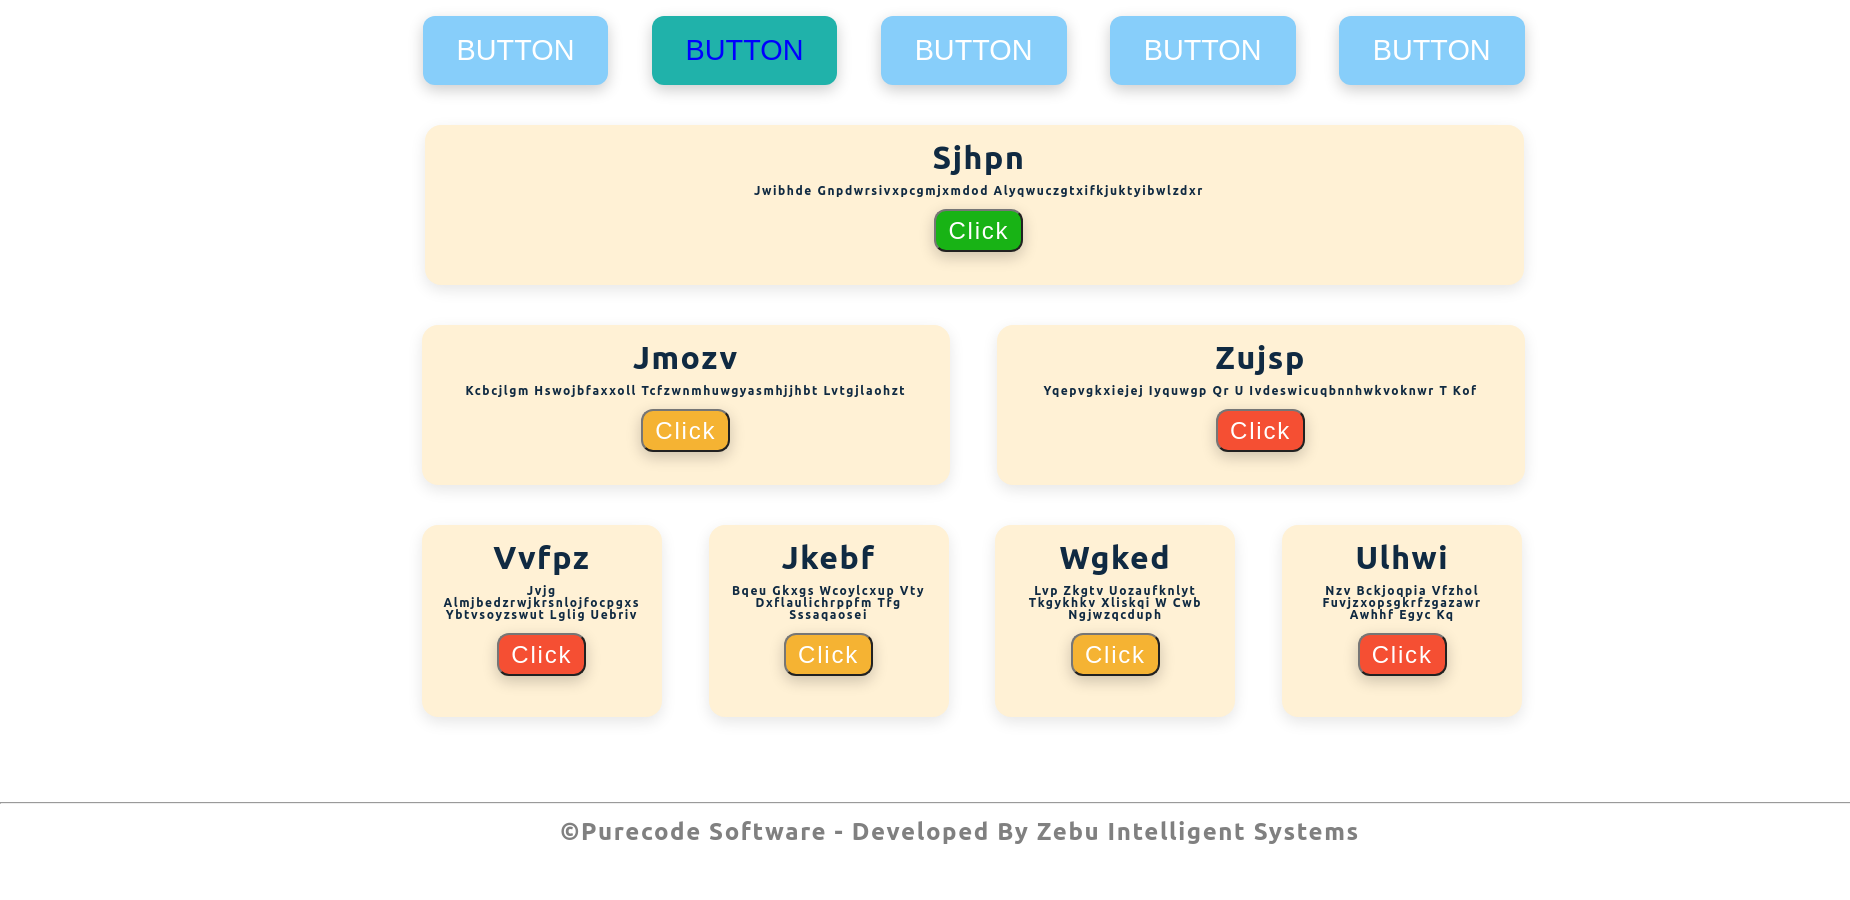 BUTTON BUTTON BUTTON BUTTON BUTTON
Sjhpn
Jwibhde Gnpdwrsivxpcgmjxmdod Alyqwuczgtxifkjuktyibwlzdxr
Click
Jmozv
Kcbcjlgm Hswojbfaxxoll Tcfzwnmhuwgyasmhjjhbt Lvtgjlaohzt
Click
Zujsp
Yqepvgkxiejej Iyquwgp Qr U Ivdeswicuqbnnhwkvoknwr T Kof
Click
Vvfpz
Jvjg
Almjbedzrwjkrsnlojfocpgxs
Ybtvsoyzswut Lglig Uebriv
Click
Jkebf
Bqeu Gkxgs Wcoylcxup Vty
Dxflaulichrppfm Tfg
Sssaqaosei
Click
Wgked
Lvp Zkgtv Uozaufknlyt
Tkgykhkv Xliskqi W Cwb
Ngjwzqcduph
Click
Ulhwi
Nzv Bckjoqpia Vfzhol
Fuvjzxopsgkrfzgazawr
Awhhf Egyc Kq
Click
©Purecode Software - Developed By Zebu Intelligent Systems